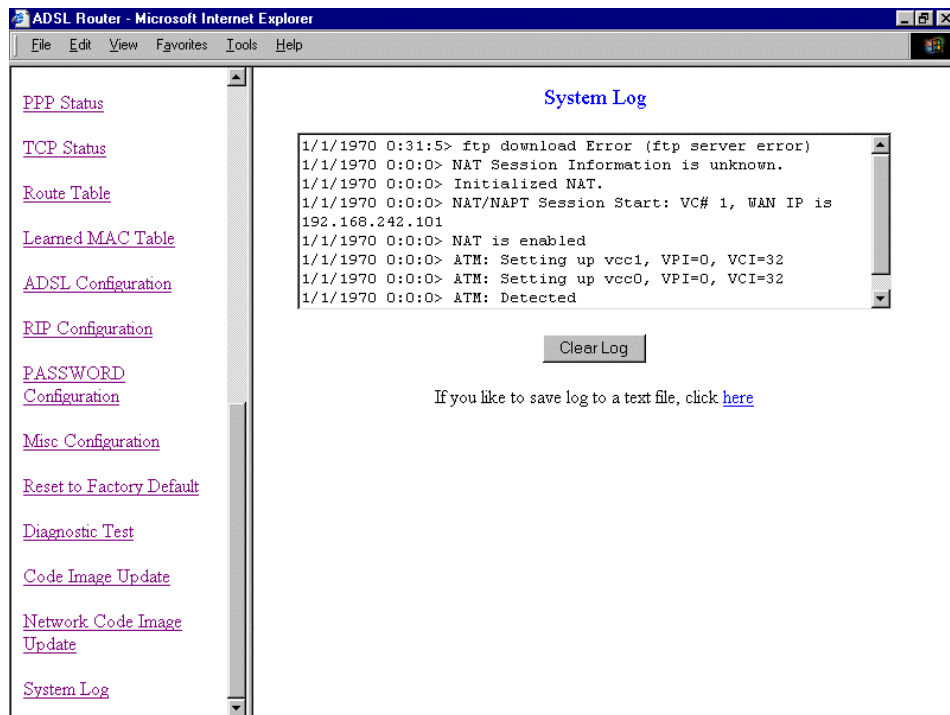 ADSL Router - Microsoft Internet Explorer
File Edit View Favorites Tools Help
PPP Status
TCP Status
Route Table
Learned MAC Table
ADSL Configuration
RIP Configuration
PASSWORD
Configuration
Misc Configuration
Reset to Factory Default
Diagnostic Test
Code Image Update
Network Code Image
Update
System Log
System Log
1/1/1970 0:31:5> ftp download Error (ftp server error)
1/1/1970 0:0:0> NAT Session Information is unknown.
1/1/1970 0:0:0> Initialized NAT.
1/1/1970 0:0:0> NAT/NAPT Session Start: VC# 1, WAN IP is
192.168.242.101
1/1/1970 0:0:0> NAT is enabled
1/1/1970 0:0:0> ATM: Setting up vcc1, VPI=0, VCI=32
1/1/1970 0:0:0> ATM: Setting up vcc0, VPI=0, VCI=32
1/1/1970 0:0:0> ATM: Detected
Clear Log
If you like to save log to a text file, click here